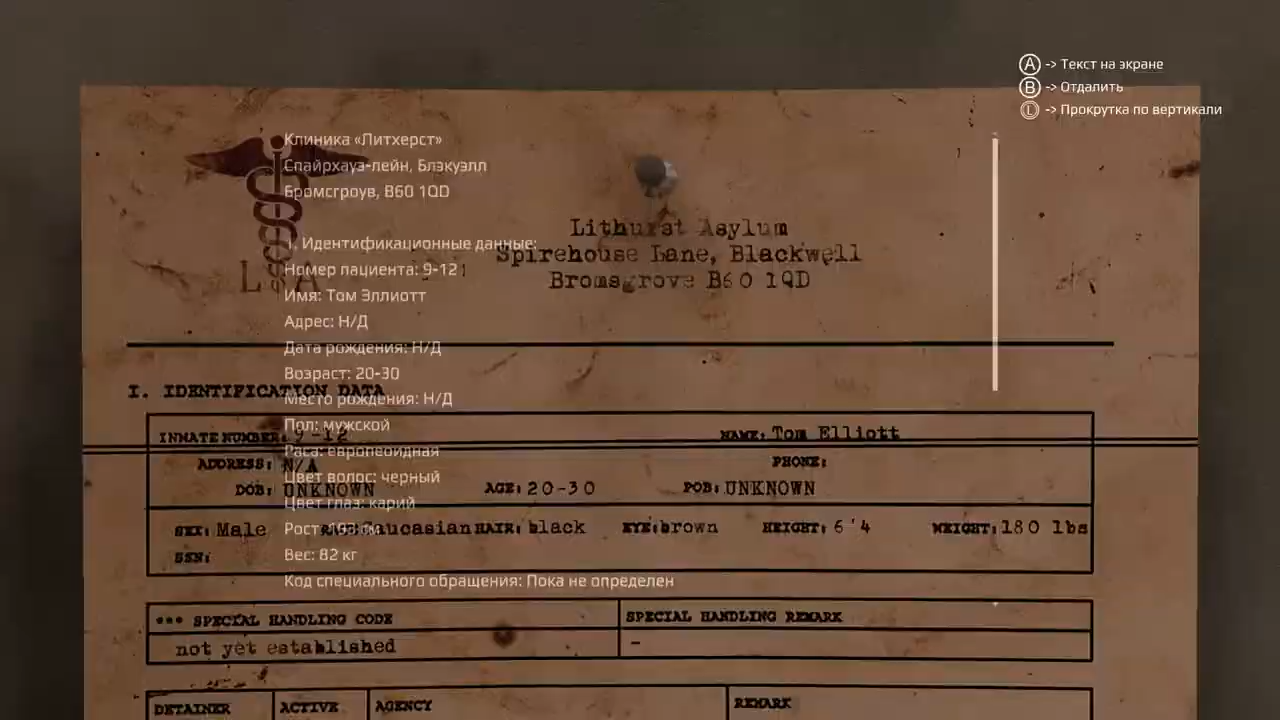 A -> Текст на экране
B -> Отдалить
L -> Прокрутка по вертикали
Клиника «Литхерст»
Спайрхауз-лейн, Блэкуэлл
Бромсгроув, B60 1QD
1. Идентификационные данные:
Номер пациента: 9-12
Имя: Том Эллиотт
Адрес: Н/Д
Дата рождения: Н/Д
Возраст: 20-30
Место рождения: Н/Д
Пол: мужской
Раса: европеоидная
Цвет волос: черный
Цвет глаз: карий
Рост: 193 см
Вес: 82 кг
Код специального обращения: Пока не определен
L A
Lithurst Asylum
Spirehouse Lane, Blackwell
Bromsgrove B60 1QD
I. IDENTIFICATION DATA
INMATE NUMBER: 9-12 NAME: Tom Elliott
ADDRESS: N/A PHONE:
DOB: UNKNOWN AGE: 20-30 POB: UNKNOWN
SEX: Male Caucasian HAIR: black EYE: brown HEIGHT: 6'4 WEIGHT: 180 lbs
SSN:
*** SPECIAL HANDLING CODE SPECIAL HANDLING REMARK
not yet established -
DETAINER ACTIVE AGENCY REMARK